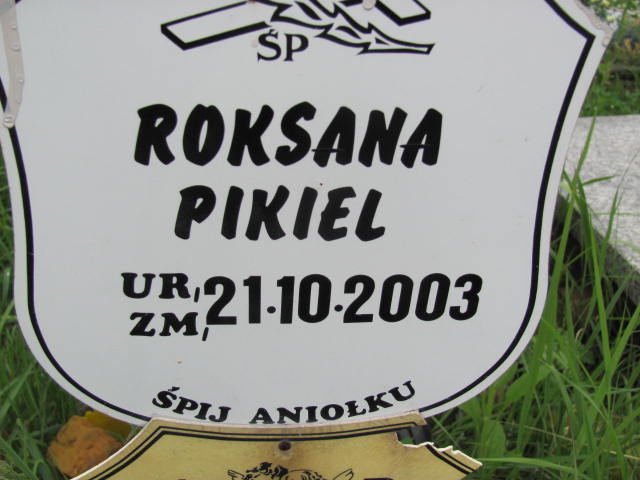 ŚP
ROKSANA
PIKIEL
UR, 21·10·2003
ZM,
ŚPIJ ANIOŁKU